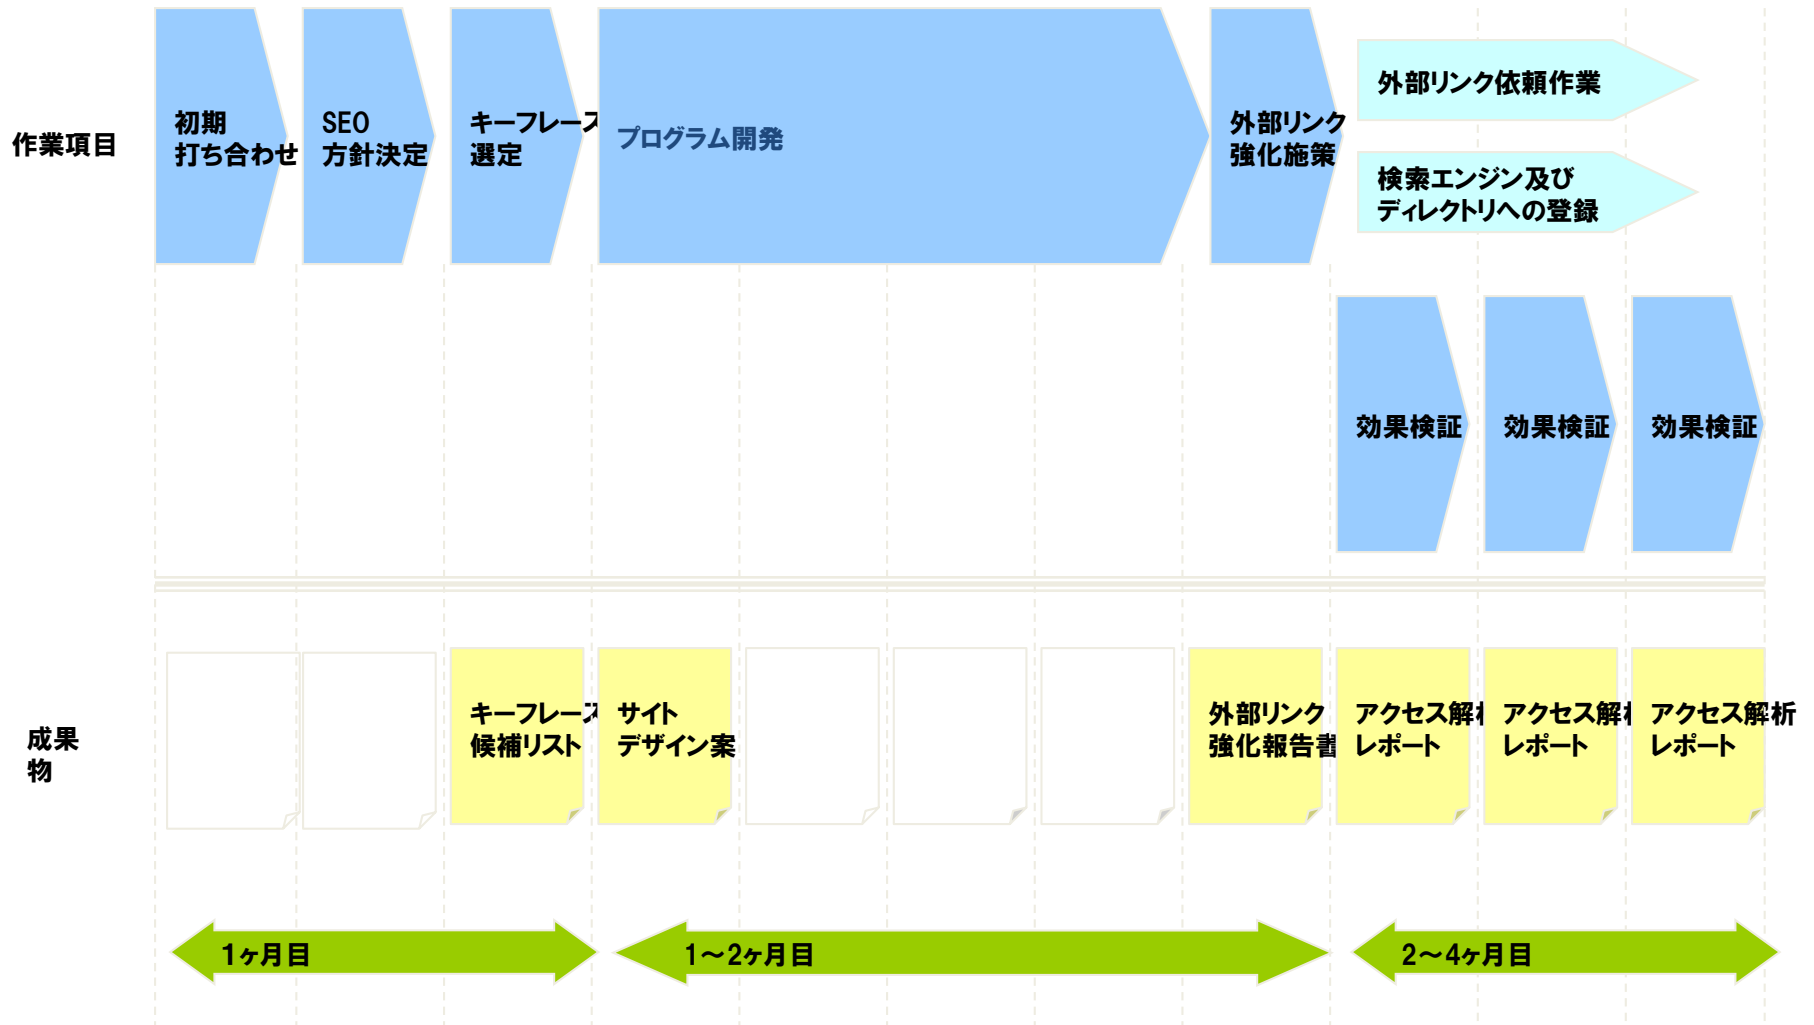 作業項目
初期
打ち合わせ
SEO
方針決定
キーフレーズ
選定
プログラム開発
外部リンク
強化施策
外部リンク依頼作業
検索エンジン及び
ディレクトリへの登録
効果検証
効果検証
効果検証
成果
物
キーフレーズ
候補リスト
サイト
デザイン案
外部リンク
強化報告書
アクセス解析
レポート
アクセス解析
レポート
アクセス解析
レポート
1ヶ月目
1～2ヶ月目
2～4ヶ月目